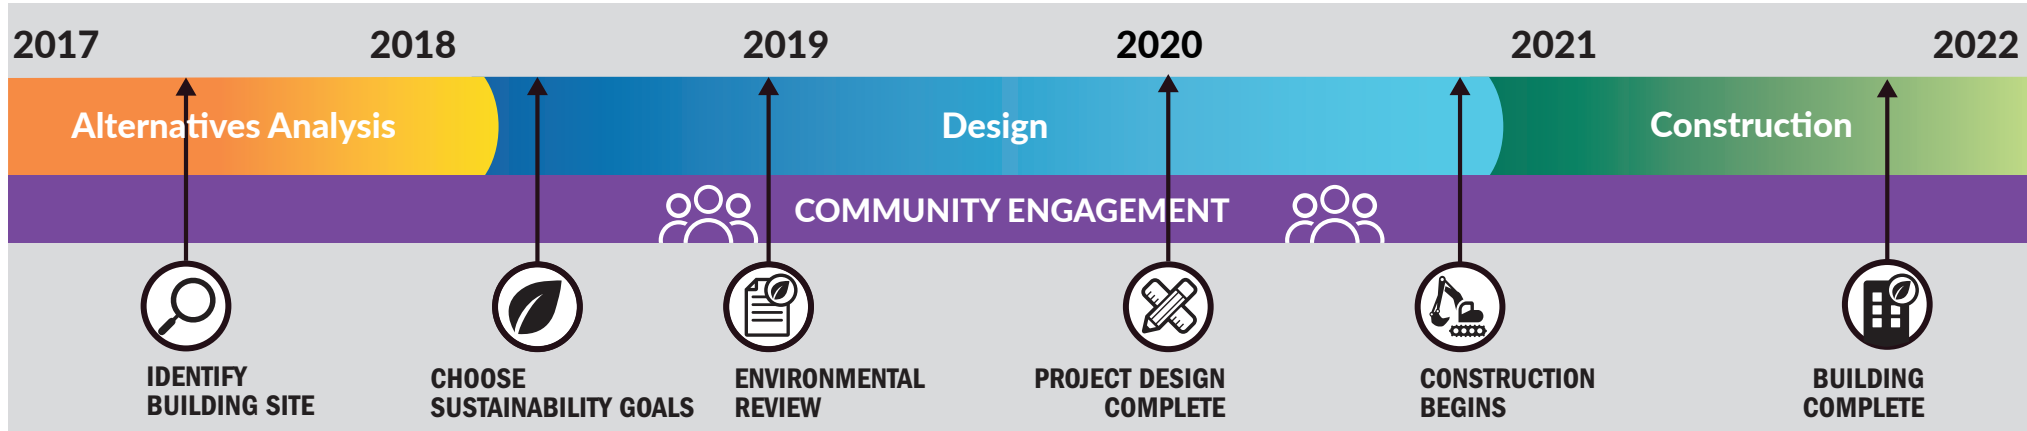 2017 2018 2019 2020 2021 2022
Alternatives Analysis Design Construction
COMMUNITY ENGAGEMENT
IDENTIFY
BUILDING SITE
CHOOSE
SUSTAINABILITY GOALS
ENVIRONMENTAL
REVIEW
PROJECT DESIGN
COMPLETE
CONSTRUCTION
BEGINS
BUILDING
COMPLETE